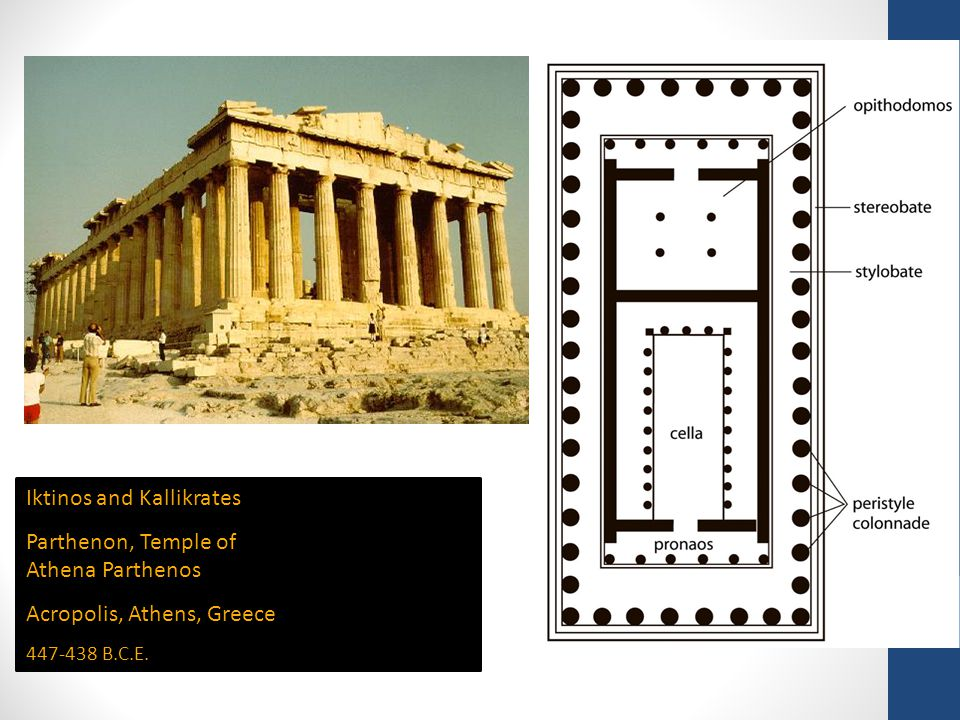 Iktinos and Kallikrates
Parthenon, Temple of
Athena Parthenos
Acropolis, Athens, Greece
447-438 B.C.E.
opithodomos
stereobate
stylobate
cella
peristyle
colonnade
pronaos